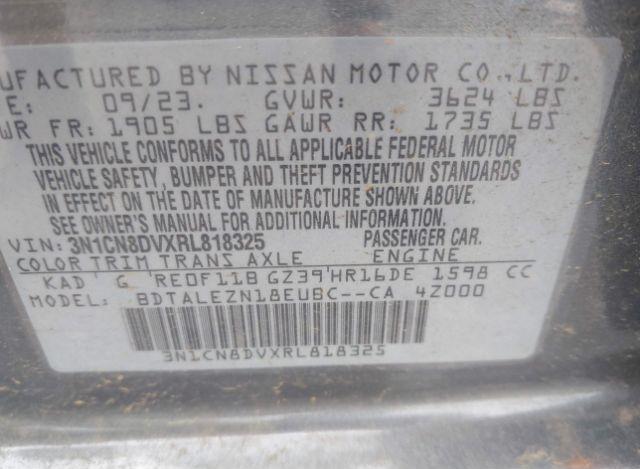 UFACTURED BY NISSAN MOTOR CO.,LTD.
E: 09/23. GVWR: 3624 LBS
WR FR: 1905 LBS GAWR RR: 1735 LBS
THIS VEHICLE CONFORMS TO ALL APPLICABLE FEDERAL MOTOR
VEHICLE SAFETY, BUMPER AND THEFT PREVENTION STANDARDS
IN EFFECT ON THE DATE OF MANUFACTURE SHOWN ABOVE.
SEE OWNER'S MANUAL FOR ADDITIONAL INFORMATION.
VIN: 3N1CN8DVXRL818325 PASSENGER CAR.
COLOR TRIM TRANS AXLE ENGINE
KAD G RE0F11B GZ39 HR16DE 1598 CC
MODEL: BDTALEZN18EUBC--CA 4Z000
3N1CN8DVXRL818325